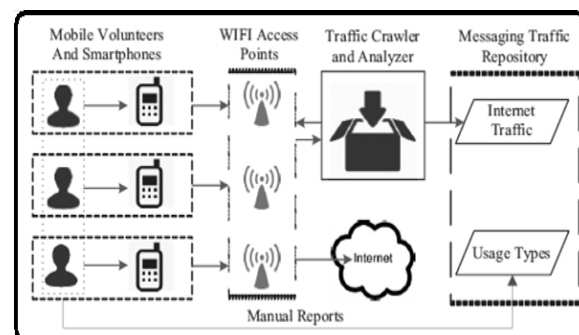 Mobile Volunteers
And Smartphones
WIFI Access
Points
Traffic Crawler
and Analyzer
Messaging Traffic
Repository
Internet
Traffic
Internet
Usage Types
Manual Reports